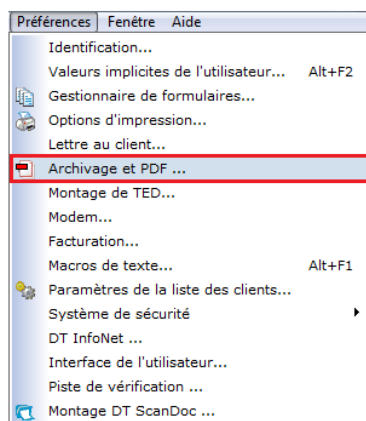 Préférences Fenêtre Aide
Identification...
Valeurs implicites de l'utilisateur... Alt+F2
Gestionnaire de formulaires...
Options d'impression...
Lettre au client...
Archivage et PDF ...
Montage de TED...
Modem...
Facturation...
Macros de texte... Alt+F1
Paramètres de la liste des clients...
Système de sécurité
DT InfoNet ...
Interface de l'utilisateur...
Piste de vérification ...
Montage DT ScanDoc ...